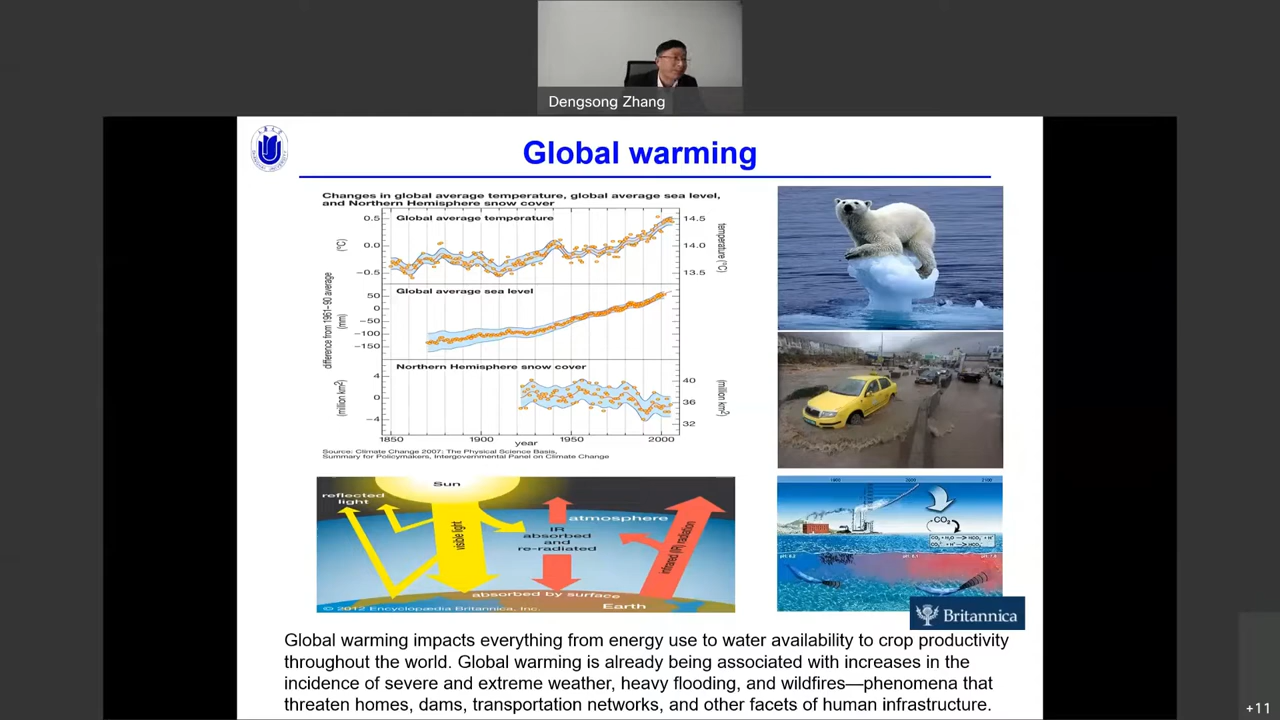 Dengsong Zhang
Global warming
Changes in global average temperature, global average sea level,
and Northern Hemisphere snow cover
Global average temperature
0.5
0.0
−0.5
(°C)
14.5
14.0
13.5
temperature (°C)
Global average sea level
50
0
−50
−100
−150
difference from 1961–90 average
(mm)
Northern Hemisphere snow cover
4
0
−4
(million km²)
40
36
32
(million km²)
1850
1900
1950
2000
year
Source: Climate Change 2007: The Physical Science Basis,
Summary for Policymakers, Intergovernmental Panel on Climate Change
Sun
reflected
light
visible light
atmosphere
IR
absorbed
and
re-radiated
infrared (IR) radiation
absorbed by surface
Earth
© 2012 Encyclopædia Britannica, Inc.
CO₂
Britannica
Global warming impacts everything from energy use to water availability to crop productivity
throughout the world. Global warming is already being associated with increases in the
incidence of severe and extreme weather, heavy flooding, and wildfires—phenomena that
threaten homes, dams, transportation networks, and other facets of human infrastructure.
+11